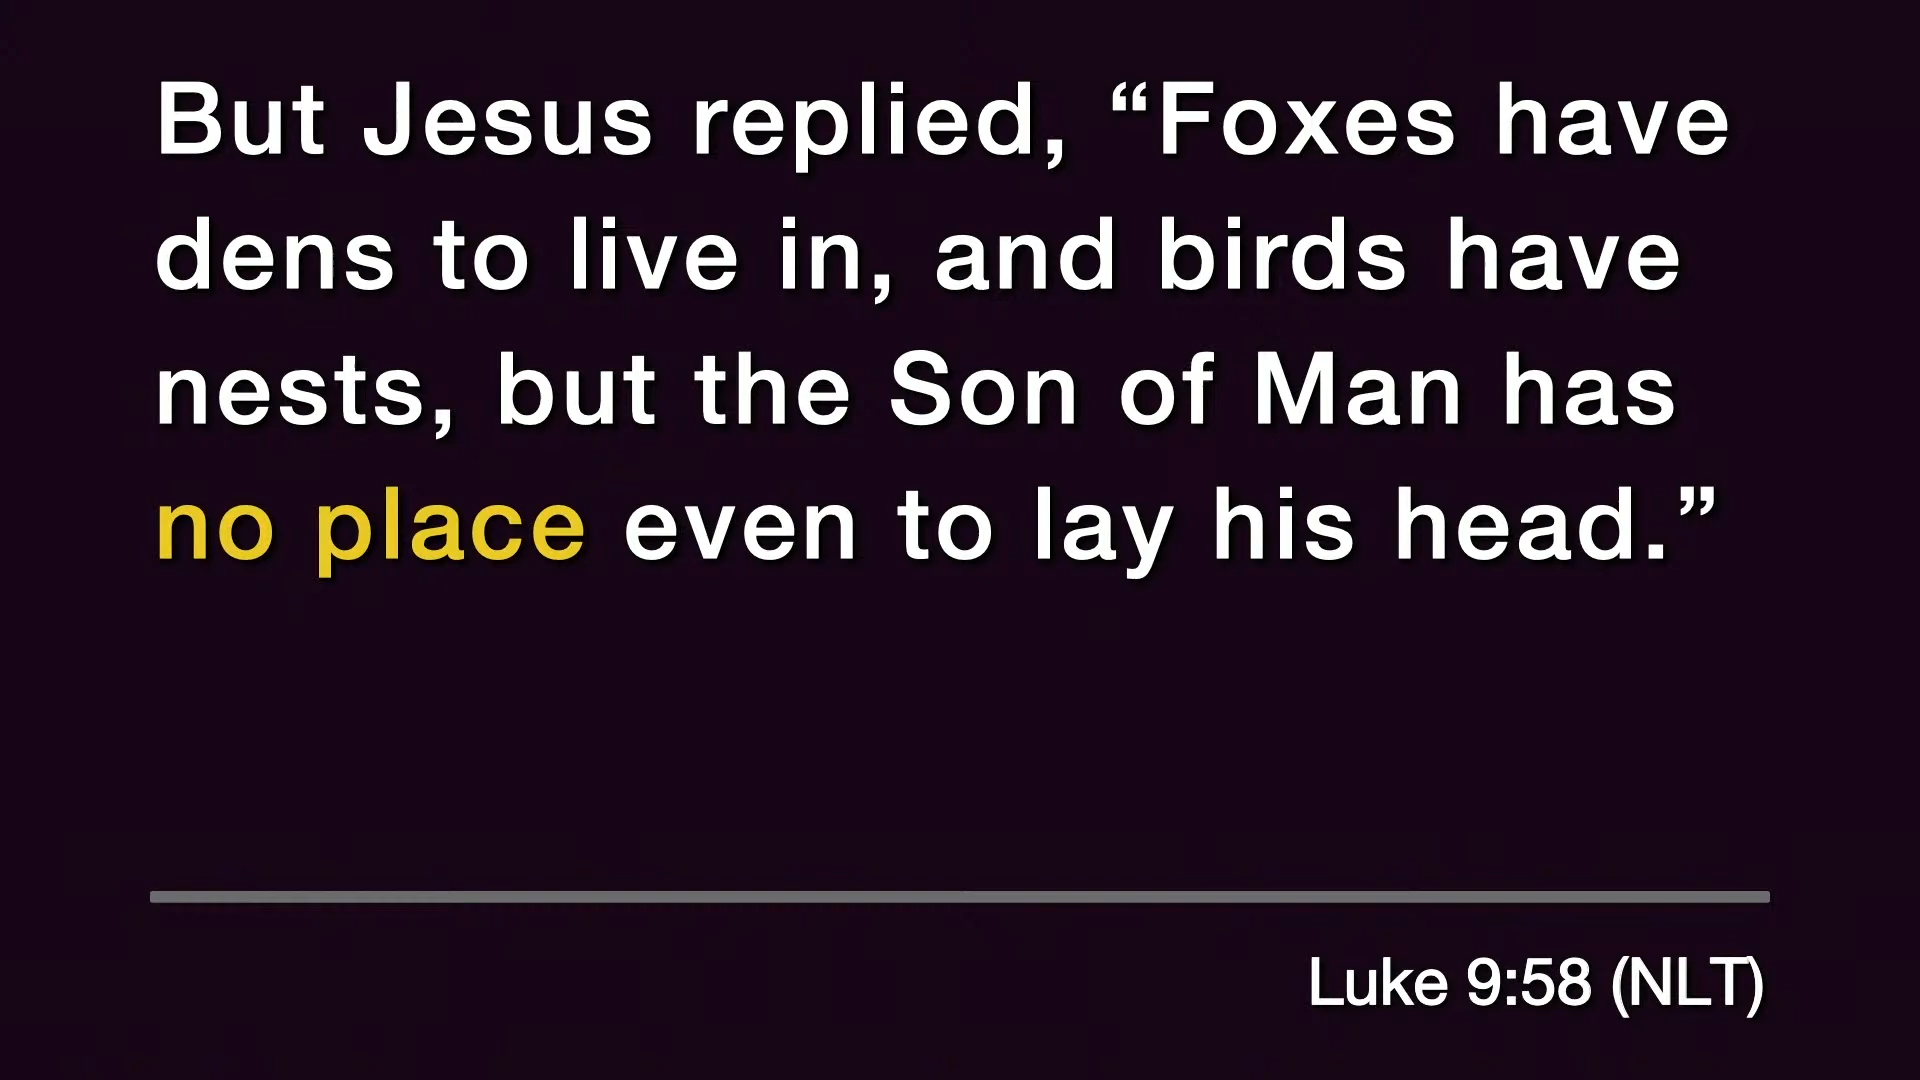 But Jesus replied, “Foxes have
dens to live in, and birds have
nests, but the Son of Man has
no place even to lay his head.”
Luke 9:58 (NLT)